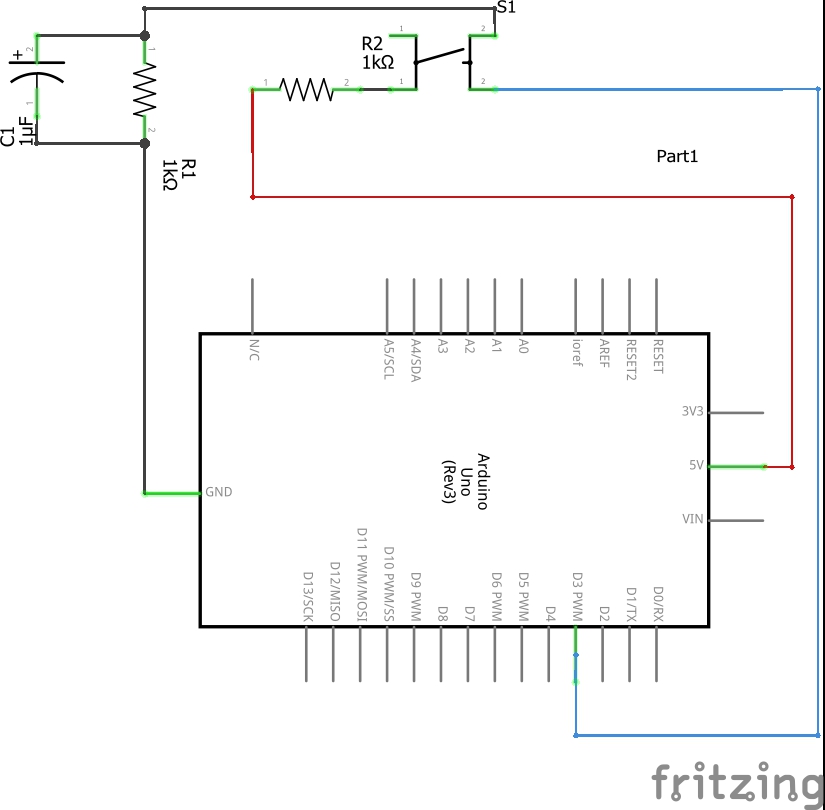 S1
1
2
R2
1kΩ
1
2
1
2
+
2
1
C1
1µF
1
2
R1
1kΩ
Part1
N/C
A5/SCL
A4/SDA
A3
A2
A1
A0
ioref
AREF
RESET2
RESET
3V3
5V
VIN
GND
Arduino
Uno
(Rev3)
D13/SCK
D12/MISO
D11 PWM/MOSI
D10 PWM/SS
D9 PWM
D8
D7
D6 PWM
D5 PWM
D4
D3 PWM
D2
D1/TX
D0/RX
fritzing